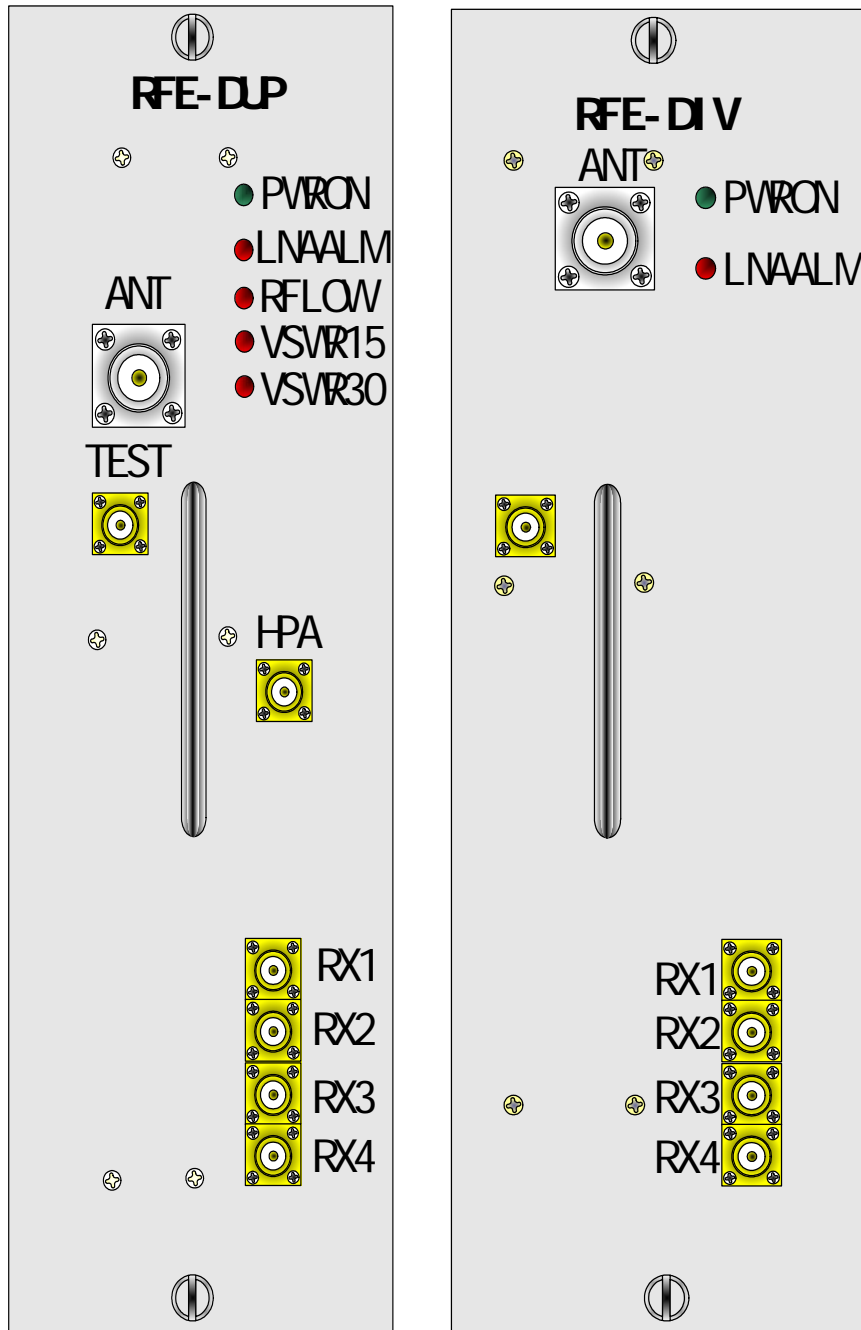 RFE-DUP
PWRON
LNAALM
RFLOW
VSWR15
VSWR30
ANT
TEST
HPA
RX1
RX2
RX3
RX4
RFE-DIV
ANT
PWRON
LNAALM
RX1
RX2
RX3
RX4